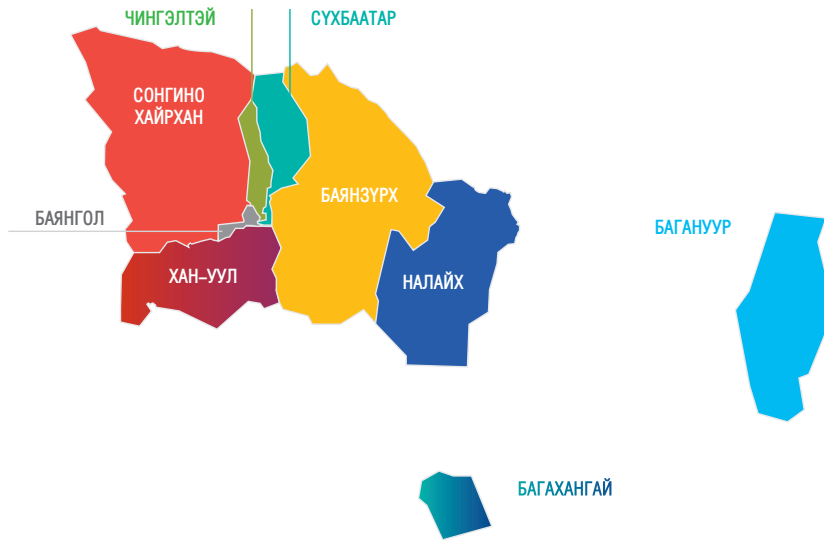 ЧИНГЭЛТЭЙ
СҮХБААТАР
СОНГИНО
ХАЙРХАН
БАЯНЗҮРХ
БАЯНГОЛ
БАГАНУУР
ХАН-УУЛ
НАЛАЙХ
БАГАХАНГАЙ